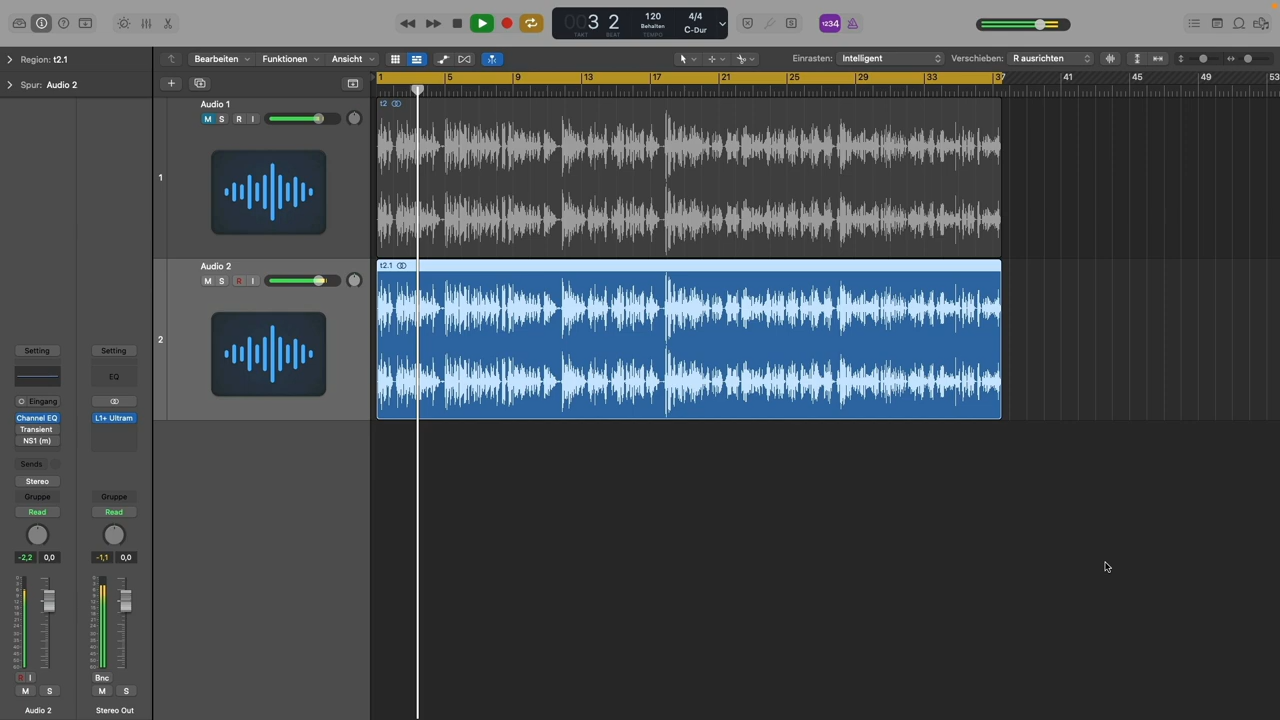 003 2
TAKT BEAT
120
Behalten
TEMPO
4/4
C-Dur
1234
Region: t2.1
Bearbeiten Funktionen Ansicht
Einrasten: Intelligent Verschieben: R ausrichten
Spur: Audio 2
1 5 9 13 17 21 25 29 33 37 41 45 49 53
Audio 1
M S R I
1
t2
Audio 2
M S R I
2
t2.1
Setting Setting
EQ
Eingang
Channel EQ L1+ Ultram
Transient
NS1 (m)
Sends
Stereo
Gruppe Gruppe
Read Read
-2,2 0,0 -1,1 0,0
R I Bnc
M S M S
Audio 2 Stereo Out